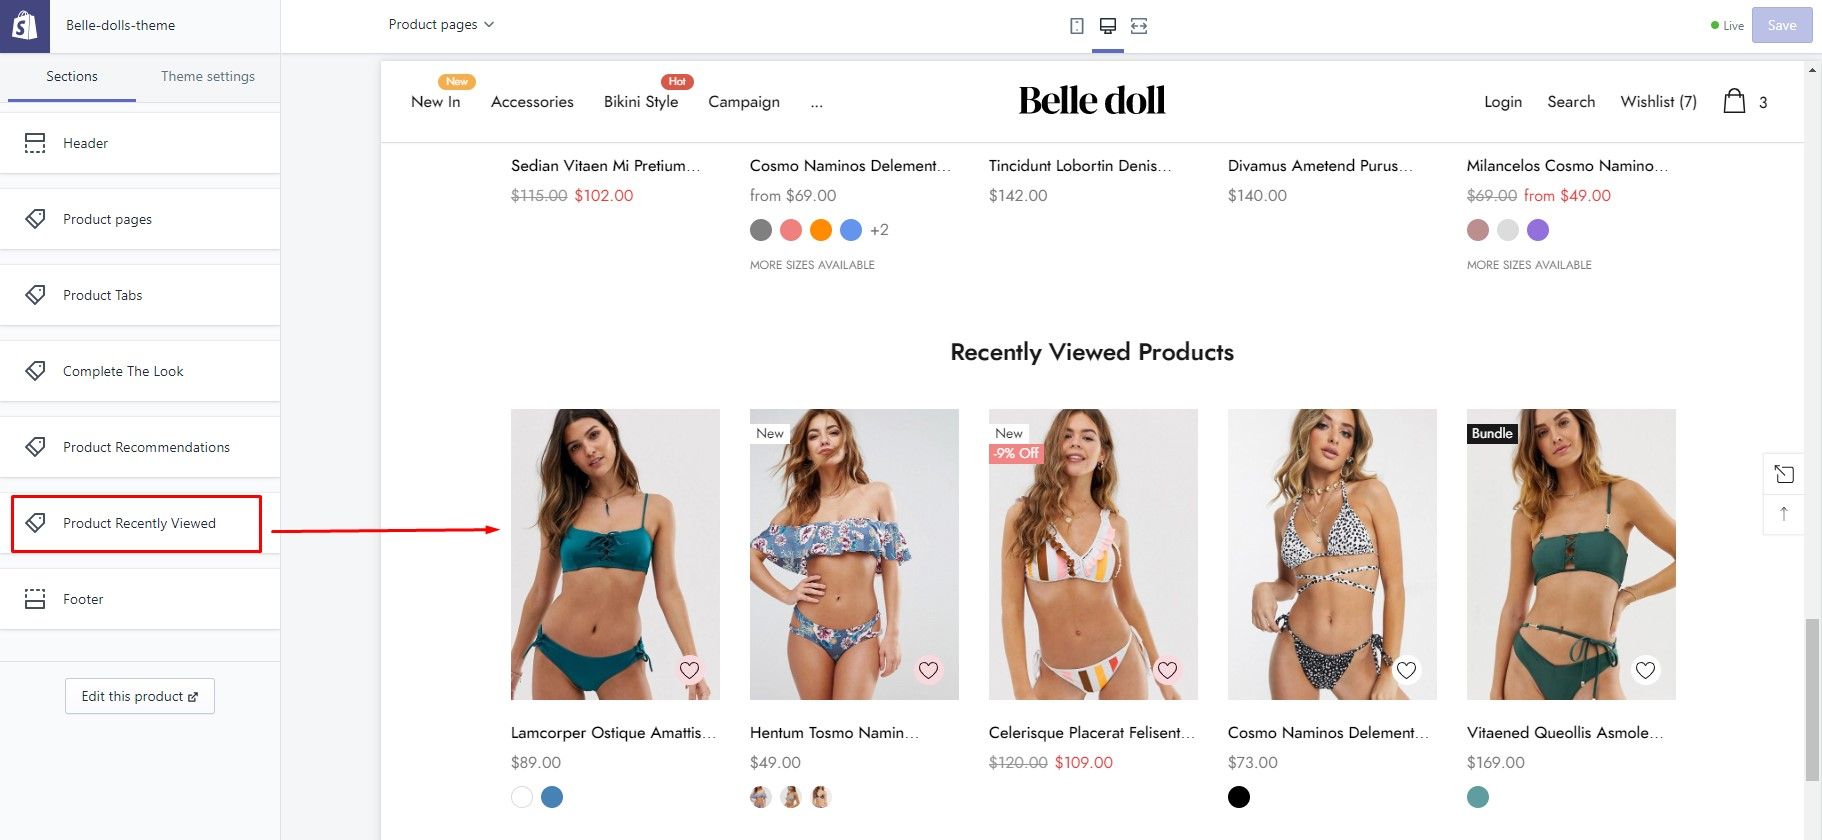 Belle-dolls-theme
Product pages
Live
Save
Sections
Theme settings
Header
Product pages
Product Tabs
Complete The Look
Product Recommendations
Product Recently Viewed
Footer
Edit this product
New
Hot
New In
Accessories
Bikini Style
Campaign
...
Belle doll
Login
Search
Wishlist (7)
3
Sedian Vitaen Mi Pretium...
$115.00 $102.00
Cosmo Naminos Delement...
from $69.00
+2
MORE SIZES AVAILABLE
Tincidunt Lobortin Denis...
$142.00
Divamus Ametend Purus...
$140.00
Milancelos Cosmo Namino...
$69.00 from $49.00
MORE SIZES AVAILABLE
Recently Viewed Products
Lamcorper Ostique Amattis...
$89.00
New
Hentum Tosmo Namin...
$49.00
New
-9% Off
Celerisque Placerat Felisent...
$120.00 $109.00
Cosmo Naminos Delement...
$73.00
Bundle
Vitaened Queollis Asmole...
$169.00